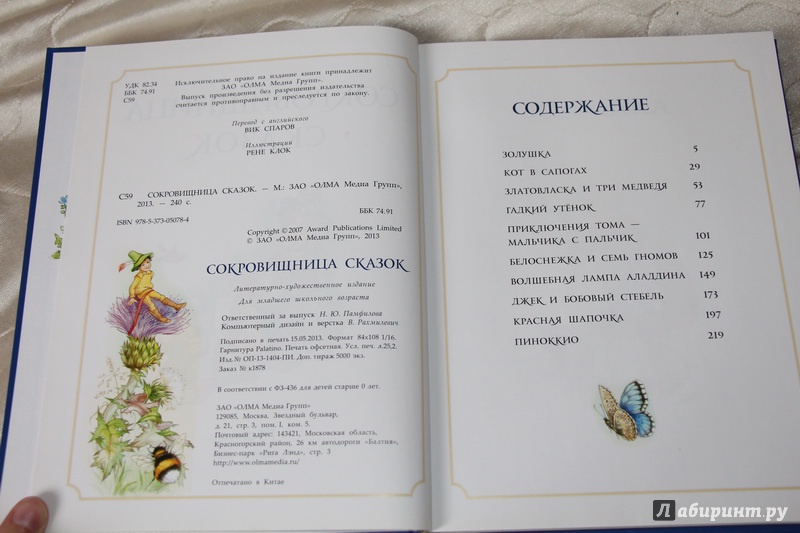 УДК 82.34
ББК 74.91
С59
Исключительное право на издание книги принадлежит
ЗАО «ОЛМА Медиа Групп».
Выпуск произведения без разрешения издательства
считается противоправным и преследуется по закону.
Перевод с английского
ВИК СПАРОВ
Иллюстрации
РЕНЕ КЛОК
С59 СОКРОВИЩНИЦА СКАЗОК. — М.: ЗАО «ОЛМА Медиа Групп»,
2013. — 240 с.
ББК 74.91
ISBN 978-5-373-05078-4
Copyright © 2007 Award Publications Limited
© ЗАО «ОЛМА Медиа Групп», 2013
СОКРОВИЩНИЦА СКАЗОК
Литературно-художественное издание
Для младшего школьного возраста
Ответственный за выпуск Н. Ю. Памфилова
Компьютерный дизайн и верстка В. Рахмилевич
Подписано в печать 15.05.2013. Формат 84х108 1/16.
Гарнитура Palatino. Печать офсетная. Усл. печ. л.25,2.
Изд. № ОП-13-1404-ПИ. Доп. тираж 5000 экз.
Заказ № к1878
В соответствии с ФЗ-436 для детей старше 0 лет.
ЗАО «ОЛМА Медиа Групп»
129085, Москва, Звездный бульвар,
д. 21, стр. 3, пом. I, ком. 5.
Почтовый адрес: 143421, Московская область,
Красногорский район, 26 км автодороги «Балтия»,
Бизнес-парк «Рига Лэнд», стр. 3
http://www.olmamedia.ru/
Отпечатано в Китае
СОДЕРЖАНИЕ
ЗОЛУШКА 5
КОТ В САПОГАХ 29
ЗЛАТОВЛАСКА И ТРИ МЕДВЕДЯ 53
ГАДКИЙ УТЁНОК 77
ПРИКЛЮЧЕНИЯ ТОМА —
МАЛЬЧИКА С ПАЛЬЧИК 101
БЕЛОСНЕЖКА И СЕМЬ ГНОМОВ 125
ВОЛШЕБНАЯ ЛАМПА АЛАДДИНА 149
ДЖЕК И БОБОВЫЙ СТЕБЕЛЬ 173
КРАСНАЯ ШАПОЧКА 197
ПИНОККИО 219
Лабиринт.ру